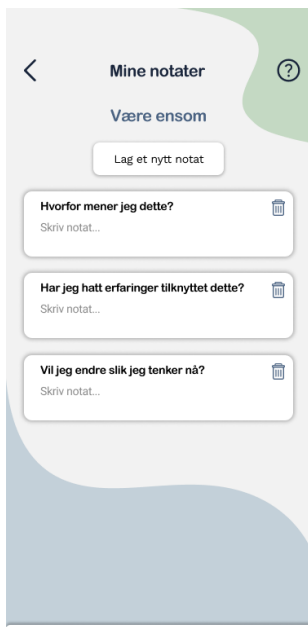 Mine notater
?
Være ensom
Lag et nytt notat
Hvorfor mener jeg dette?
Skriv notat...
Har jeg hatt erfaringer tilknyttet dette?
Skriv notat...
Vil jeg endre slik jeg tenker nå?
Skriv notat...